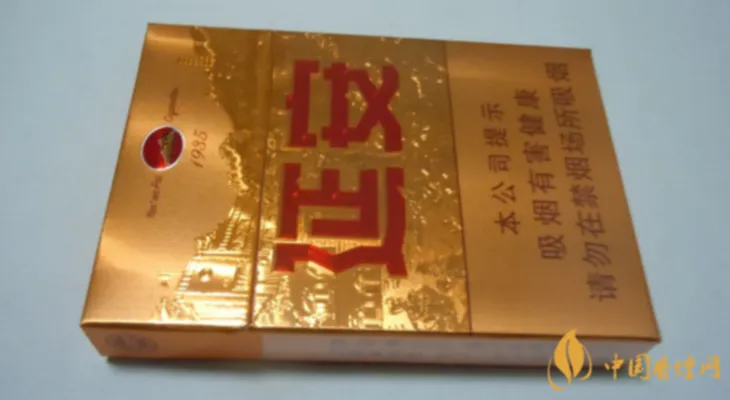 Cigarettes
1935
延安
本公司提示
吸烟有害健康
请勿在禁烟场所吸烟
中国香烟网